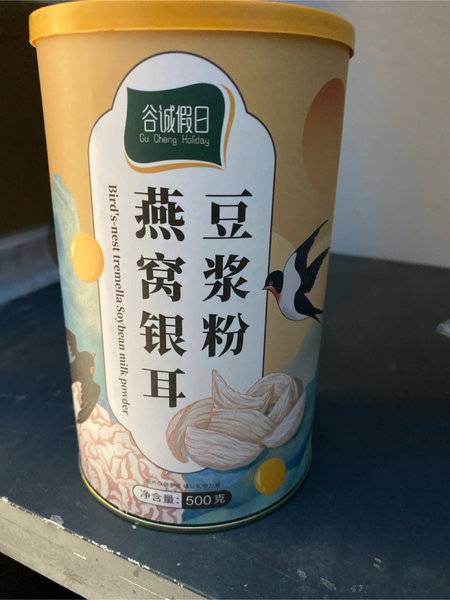 谷诚假日
Gu Cheng Holiday
燕窝银耳
豆浆粉
Bird's-nest tremella Soybean milk powder
净含量: 500克